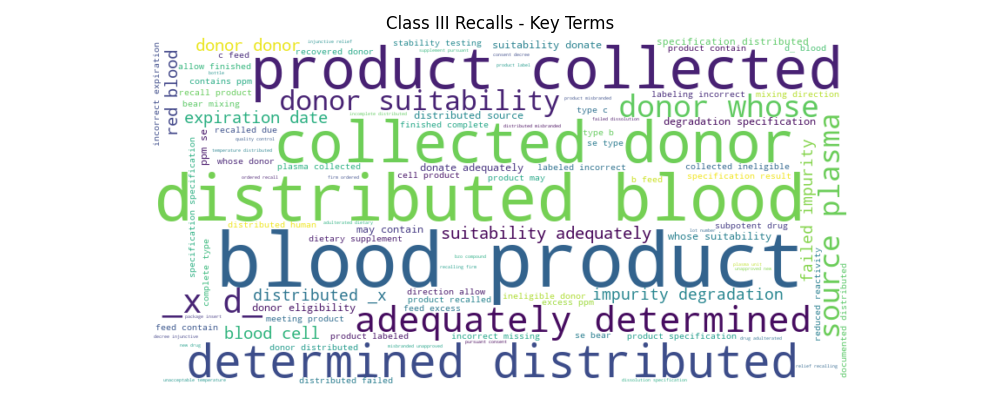 Class III Recalls - Key Terms
injunctive relief
donor donor
stability testing
suitability donate
specification distributed
c feed
recovered donor
supplement pursuant
consent decree
product contain
d_ blood
allow finished
product label
incorrect expiration
red blood
product collected
bottle
contains ppm
labeling incorrect
mixing direction
recall product
donor suitability
product misbranded
donor whose
bear mixing
type c
incomplete distributed
distributed source
expiration date
failed dissolution
degradation specification
recalled due
finished complete
distributed misbranded
type b
ppm se
quality control
collected donor
se type
temperature distributed
whose donor
plasma collected
donate adequately
labeled incorrect
collected ineligible
failed impurity
source plasma
ordered recall
firm ordered
cell product
product may
b feed
specification result
distributed blood
specification specification
distributed human
adulterated dietary
may contain
suitability adequately
lot number
subpotent drug
dietary supplement
whose suitability
blood product
recalling firm
unapproved new
reduced reactivity
documented distributed
complete type
_x d_
distributed _x
direction allow
product recalled
ineligible donor
impurity degradation
excess ppm
donor eligibility
feed excess
package insert
meeting product
adequately determined
feed contain
blood cell
decree injunctive
product labeled
incorrect missing
se bear
product specification
drug adulterated
new drug
donor distributed
misbranded unapproved
pursuant consent
determined distributed
relief recalling
unacceptable temperature
distributed failed
dissolution specification